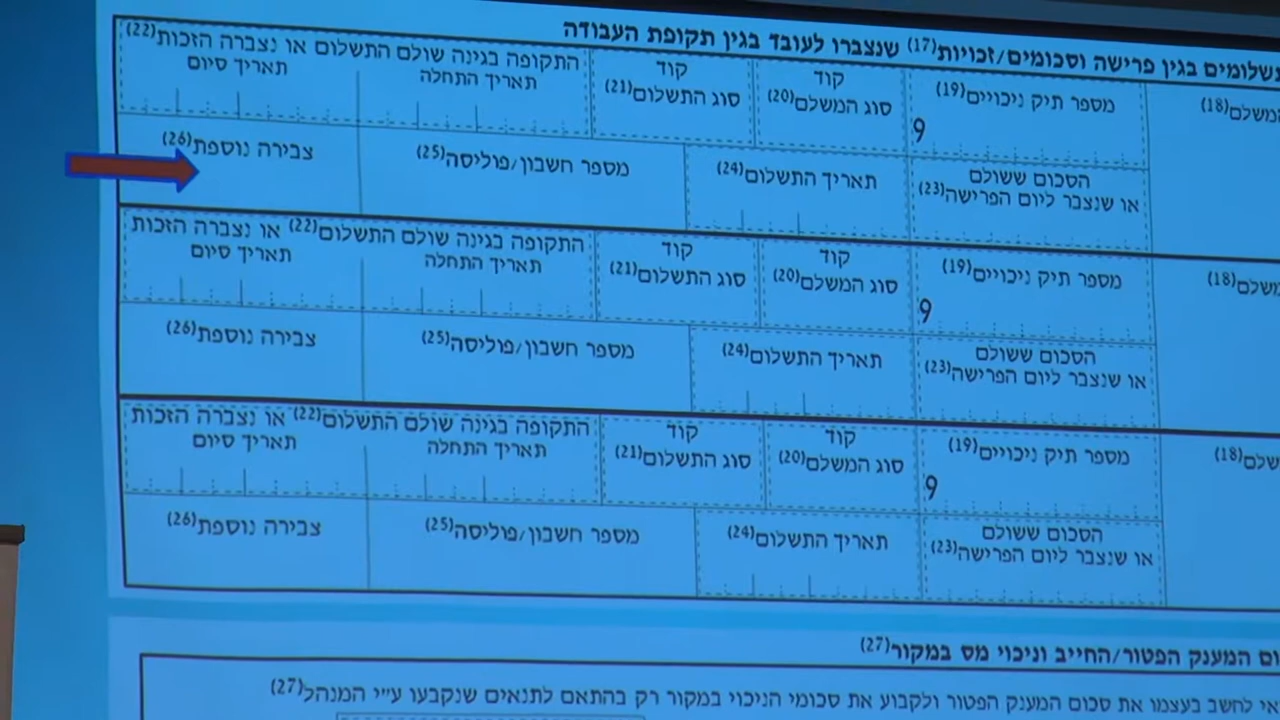 תשלומים בגין פרישה וסכומים/זכויות(17) שנצברו לעובד בגין תקופת העבודה
המשלם(18) מספר תיק ניכויים(19) קוד קוד התקופה בגינה שולם התשלום או נצברה הזכות(22)
סוג המשלם(20) סוג התשלום(21) תאריך התחלה תאריך סיום
9
הסכום ששולם תאריך התשלום(24) מספר חשבון/פוליסה(25) צבירה נוספת(26)
או שנצבר ליום הפרישה(23)
המשלם(18) מספר תיק ניכויים(19) קוד קוד התקופה בגינה שולם התשלום(22) או נצברה הזכות
סוג המשלם(20) סוג התשלום(21) תאריך התחלה תאריך סיום
9
הסכום ששולם תאריך התשלום(24) מספר חשבון/פוליסה(25) צבירה נוספת(26)
או שנצבר ליום הפרישה(23)
המשלם(18) מספר תיק ניכויים(19) קוד קוד התקופה בגינה שולם התשלום(22) או נצברה הזכות
סוג המשלם(20) סוג התשלום(21) תאריך התחלה תאריך סיום
9
הסכום ששולם תאריך התשלום(24) מספר חשבון/פוליסה(25) צבירה נוספת(26)
או שנצבר ליום הפרישה(23)
המענק הפטור/החייב וניכוי מס במקור(27)
לחשב בעצמו את סכום המענק הפטור ולקבוע את סכומי הניכוי במקור רק בהתאם לתנאים שנקבעו ע״י המנהל(27)